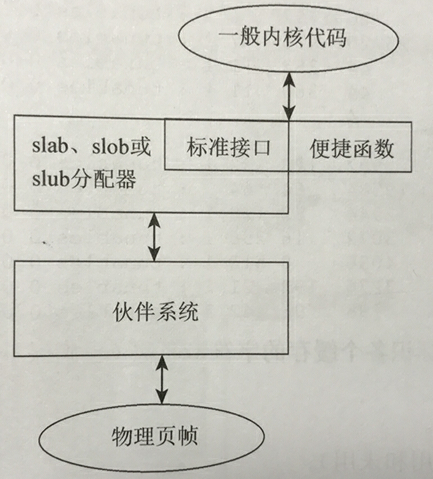 一般内核代码
slab、slob或
slub分配器
标准接口
便捷函数
伙伴系统
物理页帧